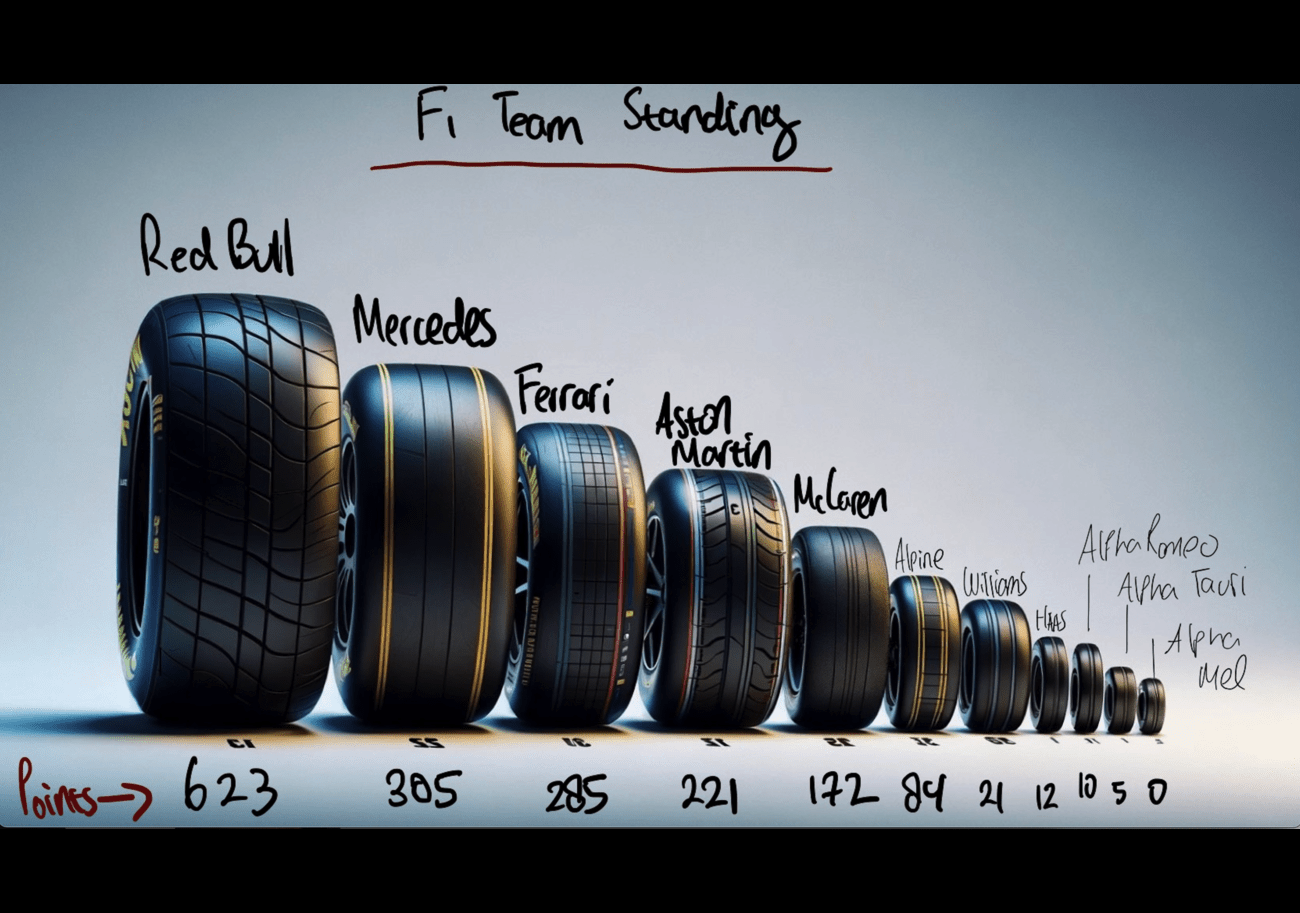 F1 Team Standing
Red Bull
Mercedes
Ferrari
Aston
Martin
McLaren
Alpine
Williams
HAAS
Alpha Romeo
Alpha Tauri
Alpha
Mel
Points→ 623 305 285 221 172 84 21 12 10 5 0